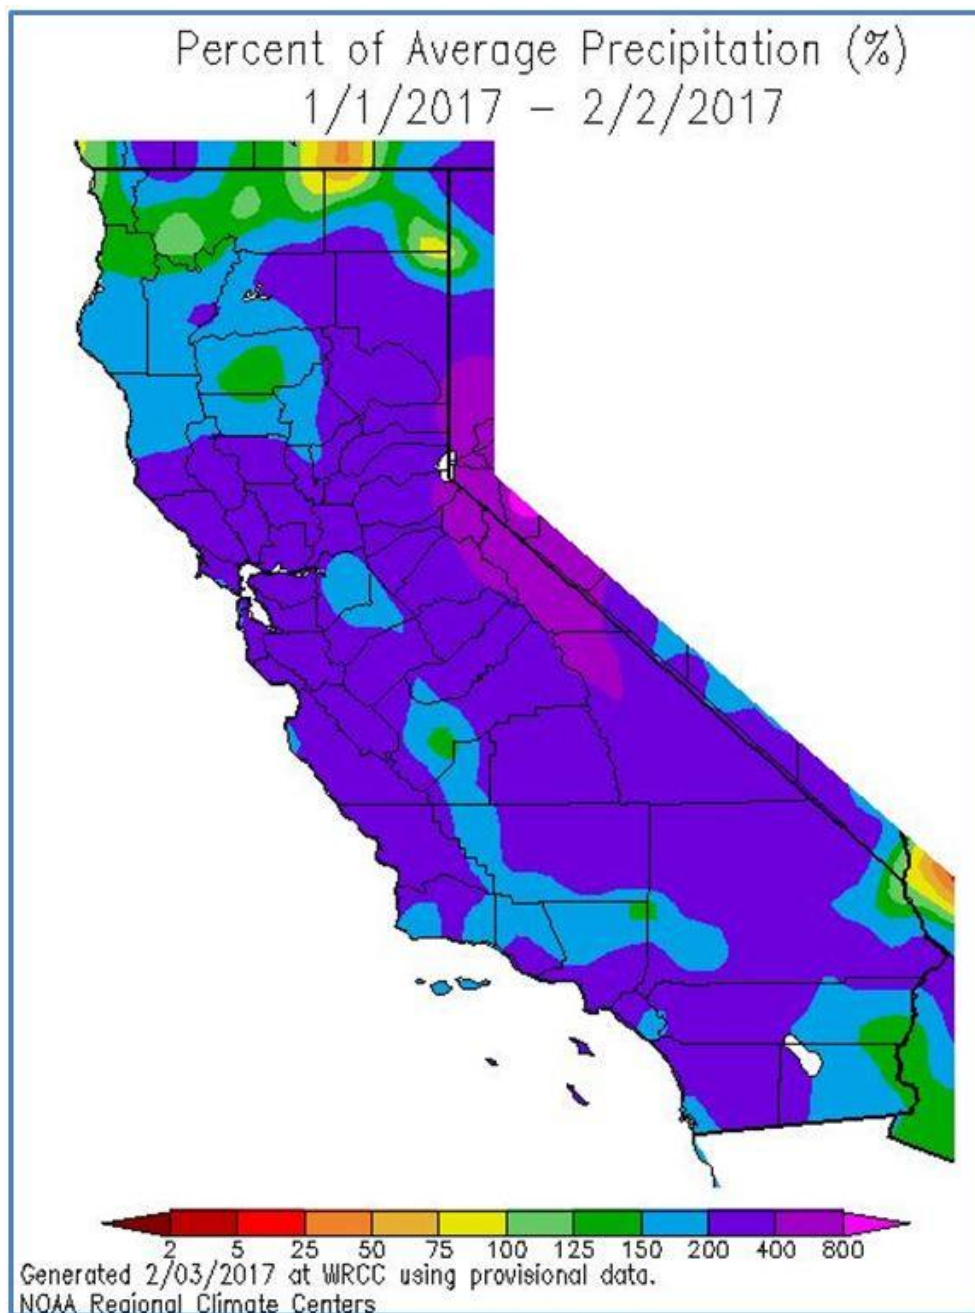 Percent of Average Precipitation (%)
1/1/2017 – 2/2/2017
2 5 25 50 75 100 125 150 200 400 800
Generated 2/03/2017 at WRCC using provisional data.
NOAA Regional Climate Centers